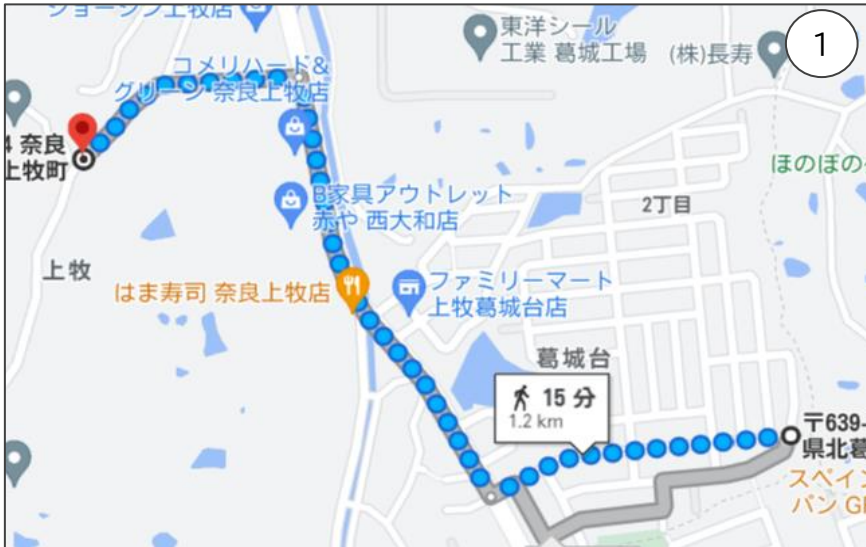 ジョーシン上牧店
東洋シール
工業 葛城工場
(株)長寿
1
コメリハード&
グリーン 奈良上牧店
4 奈良
上牧町
ほのぼの
B家具アウトレット
赤や 西大和店
2丁目
上牧
はま寿司 奈良上牧店
ファミリーマート
上牧葛城台店
葛城台
15 分
1.2 km
〒639-
県北葛
スペイン
パン